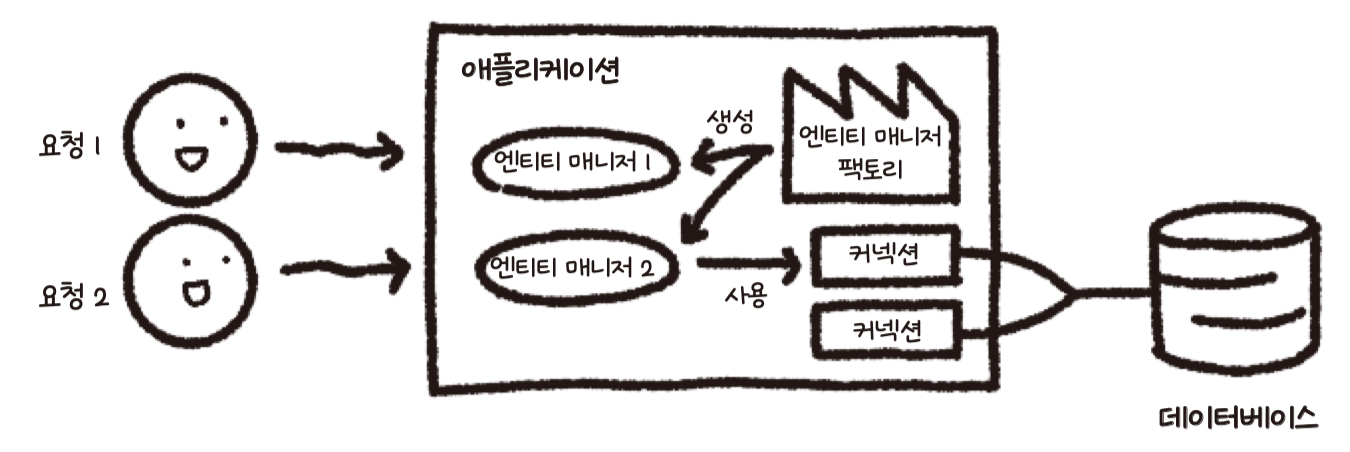 애플리케이션
요청 1
생성
엔티티 매니저
팩토리
엔티티 매니저 1
요청 2
엔티티 매니저 2
사용
커넥션
커넥션
데이터베이스